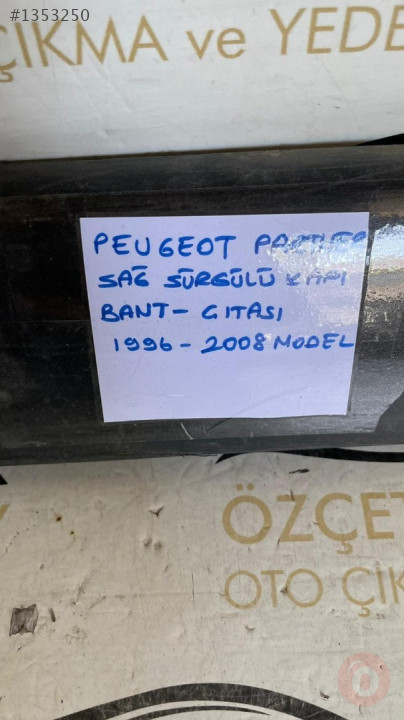 #1353250
ÇIKMA ve YEDE
PEUGEOT PARTNER
SAĞ SÜRGÜLÜ KAPI
BANT - ÇITASI
1996 - 2008 MODEL
ÖZÇET
OTO ÇIK